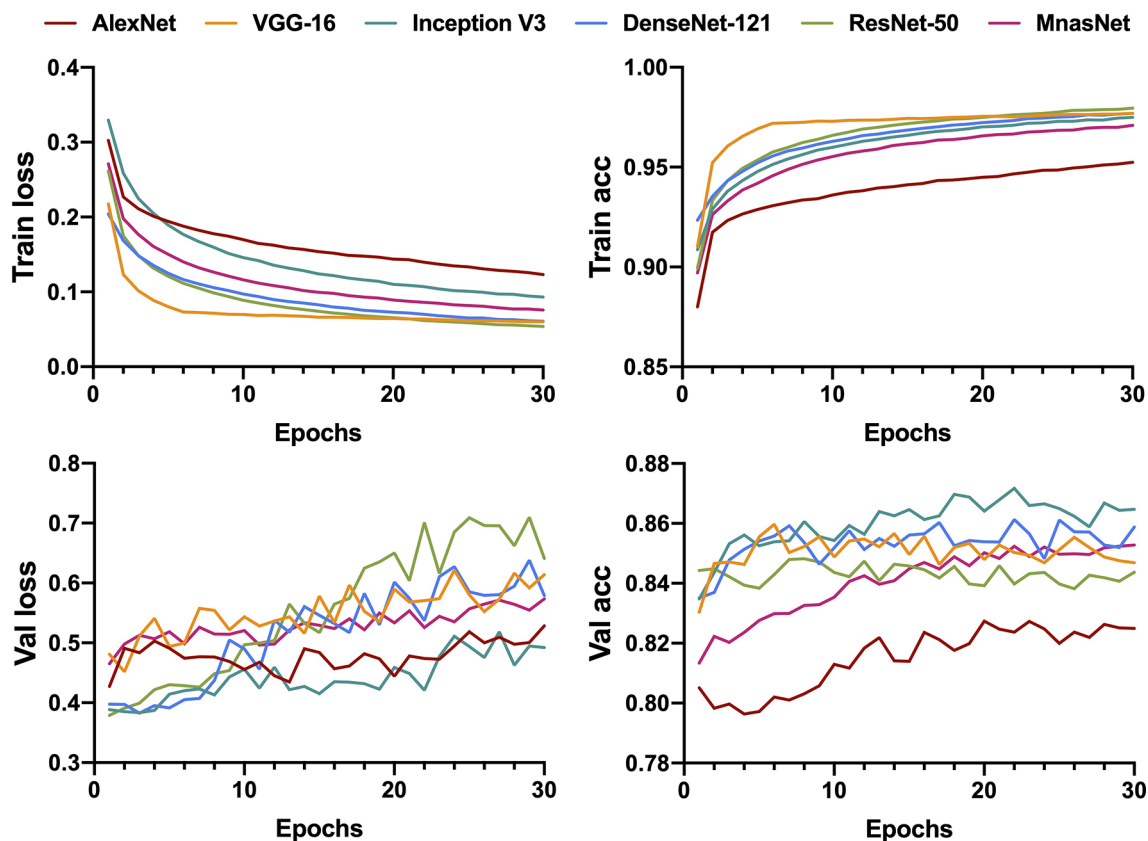 AlexNet VGG-16 Inception V3 DenseNet-121 ResNet-50 MnasNet
0.4
0.3
0.2
0.1
0.0
Train loss
0 10 20 30
Epochs
1.00
0.95
0.90
0.85
Train acc
0 10 20 30
Epochs
0.8
0.7
0.6
0.5
0.4
0.3
Val loss
0 10 20 30
Epochs
0.88
0.86
0.84
0.82
0.80
0.78
Val acc
0 10 20 30
Epochs